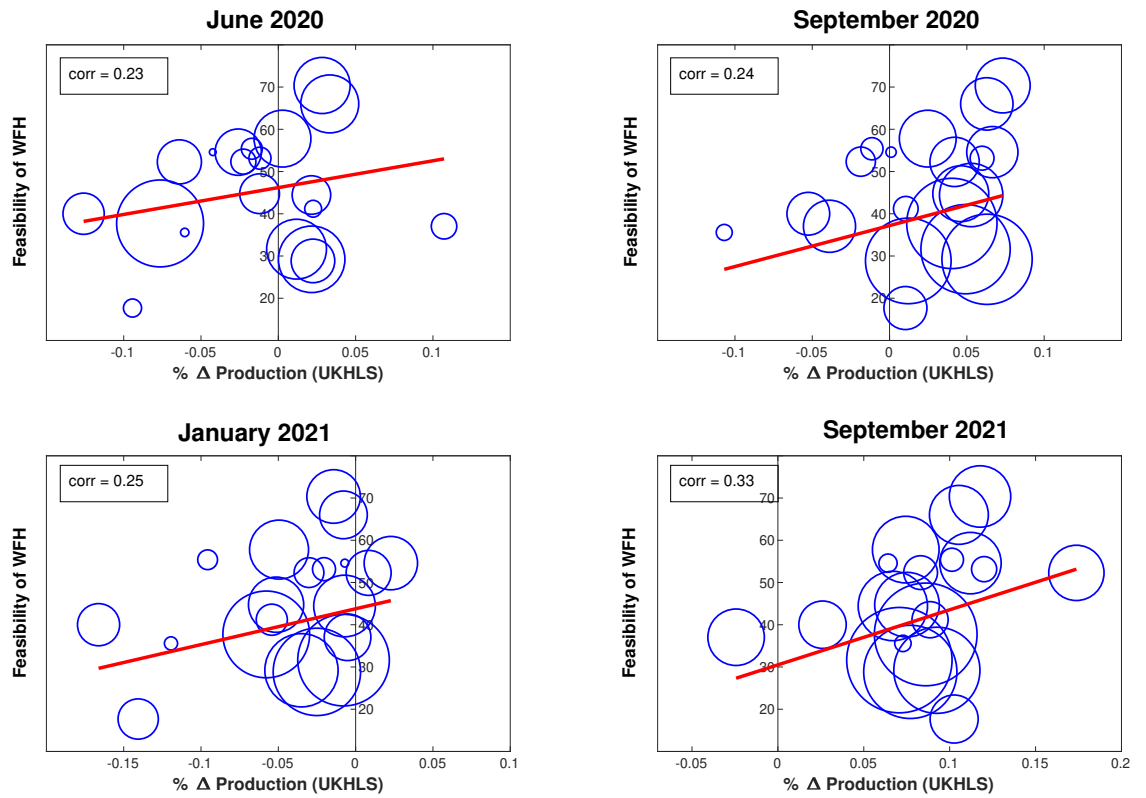 June 2020
corr = 0.23
Feasibility of WFH
70
60
50
40
30
20
-0.1 -0.05 0 0.05 0.1
% Δ Production (UKHLS)
September 2020
corr = 0.24
Feasibility of WFH
70
60
50
40
30
20
-0.1 -0.05 0 0.05 0.1
% Δ Production (UKHLS)
January 2021
corr = 0.25
Feasibility of WFH
70
60
50
40
30
20
-0.15 -0.1 -0.05 0 0.05 0.1
% Δ Production (UKHLS)
September 2021
corr = 0.33
Feasibility of WFH
70
60
50
40
30
20
-0.05 0 0.05 0.1 0.15 0.2
% Δ Production (UKHLS)